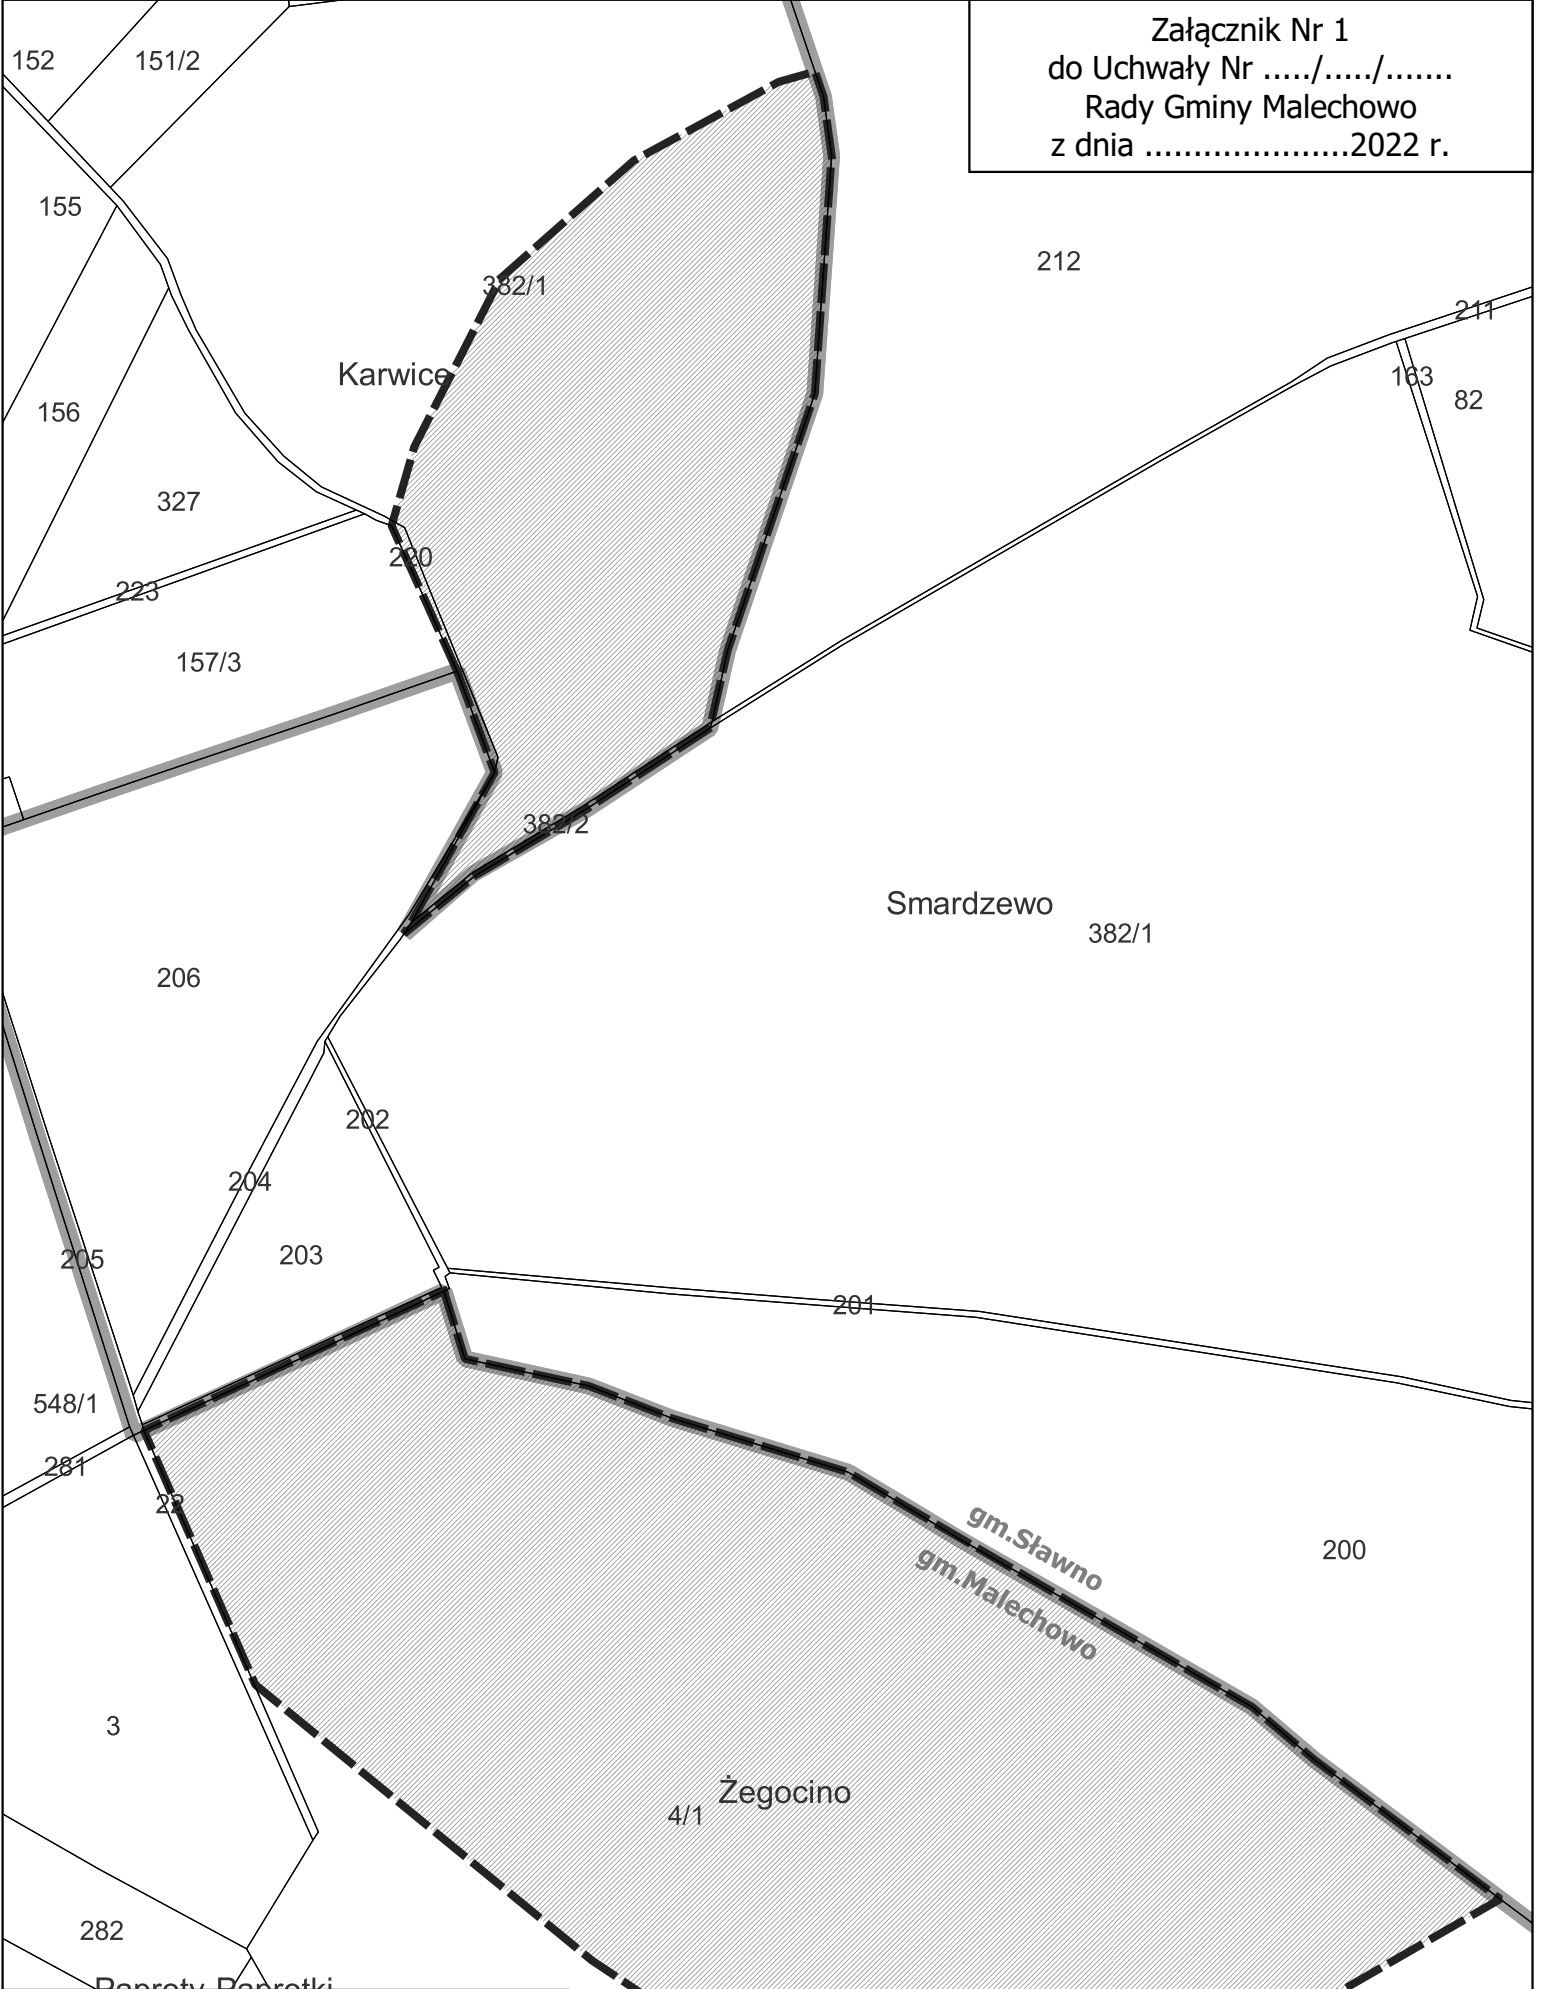 Załącznik Nr 1
do Uchwały Nr ...../...../.......
Rady Gminy Malechowo
z dnia .....................2022 r.
152
151/2
155
212
382/1
211
Karwice
163
82
156
327
220
223
157/3
382/2
Smardzewo
382/1
206
202
204
203
205
201
548/1
281
22
gm.Sławno
gm.Malechowo
200
3
Żegocino
4/1
282
Paproty-Paprotki